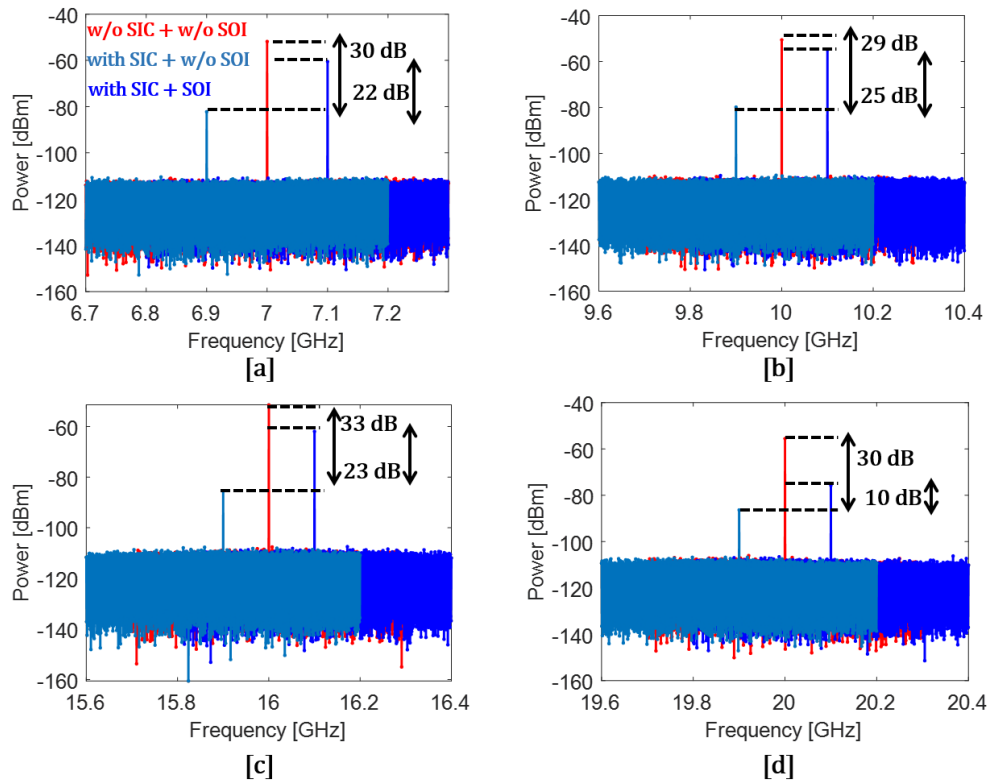 -40
w/o SIC + w/o SOI
30 dB
-60
with SIC + w/o SOI
with SIC + SOI
22 dB
-80
-100
-120
-140
-160
Power [dBm]
6.7 6.8 6.9 7 7.1 7.2
Frequency [GHz]
[a]
-40
29 dB
-60
25 dB
-80
-100
-120
-140
-160
Power [dBm]
9.6 9.8 10 10.2 10.4
Frequency [GHz]
[b]
33 dB
-60
23 dB
-80
-100
-120
-140
-160
Power [dBm]
15.6 15.8 16 16.2 16.4
Frequency [GHz]
[c]
-40
30 dB
-60
10 dB
-80
-100
-120
-140
-160
Power [dBm]
19.6 19.8 20 20.2 20.4
Frequency [GHz]
[d]